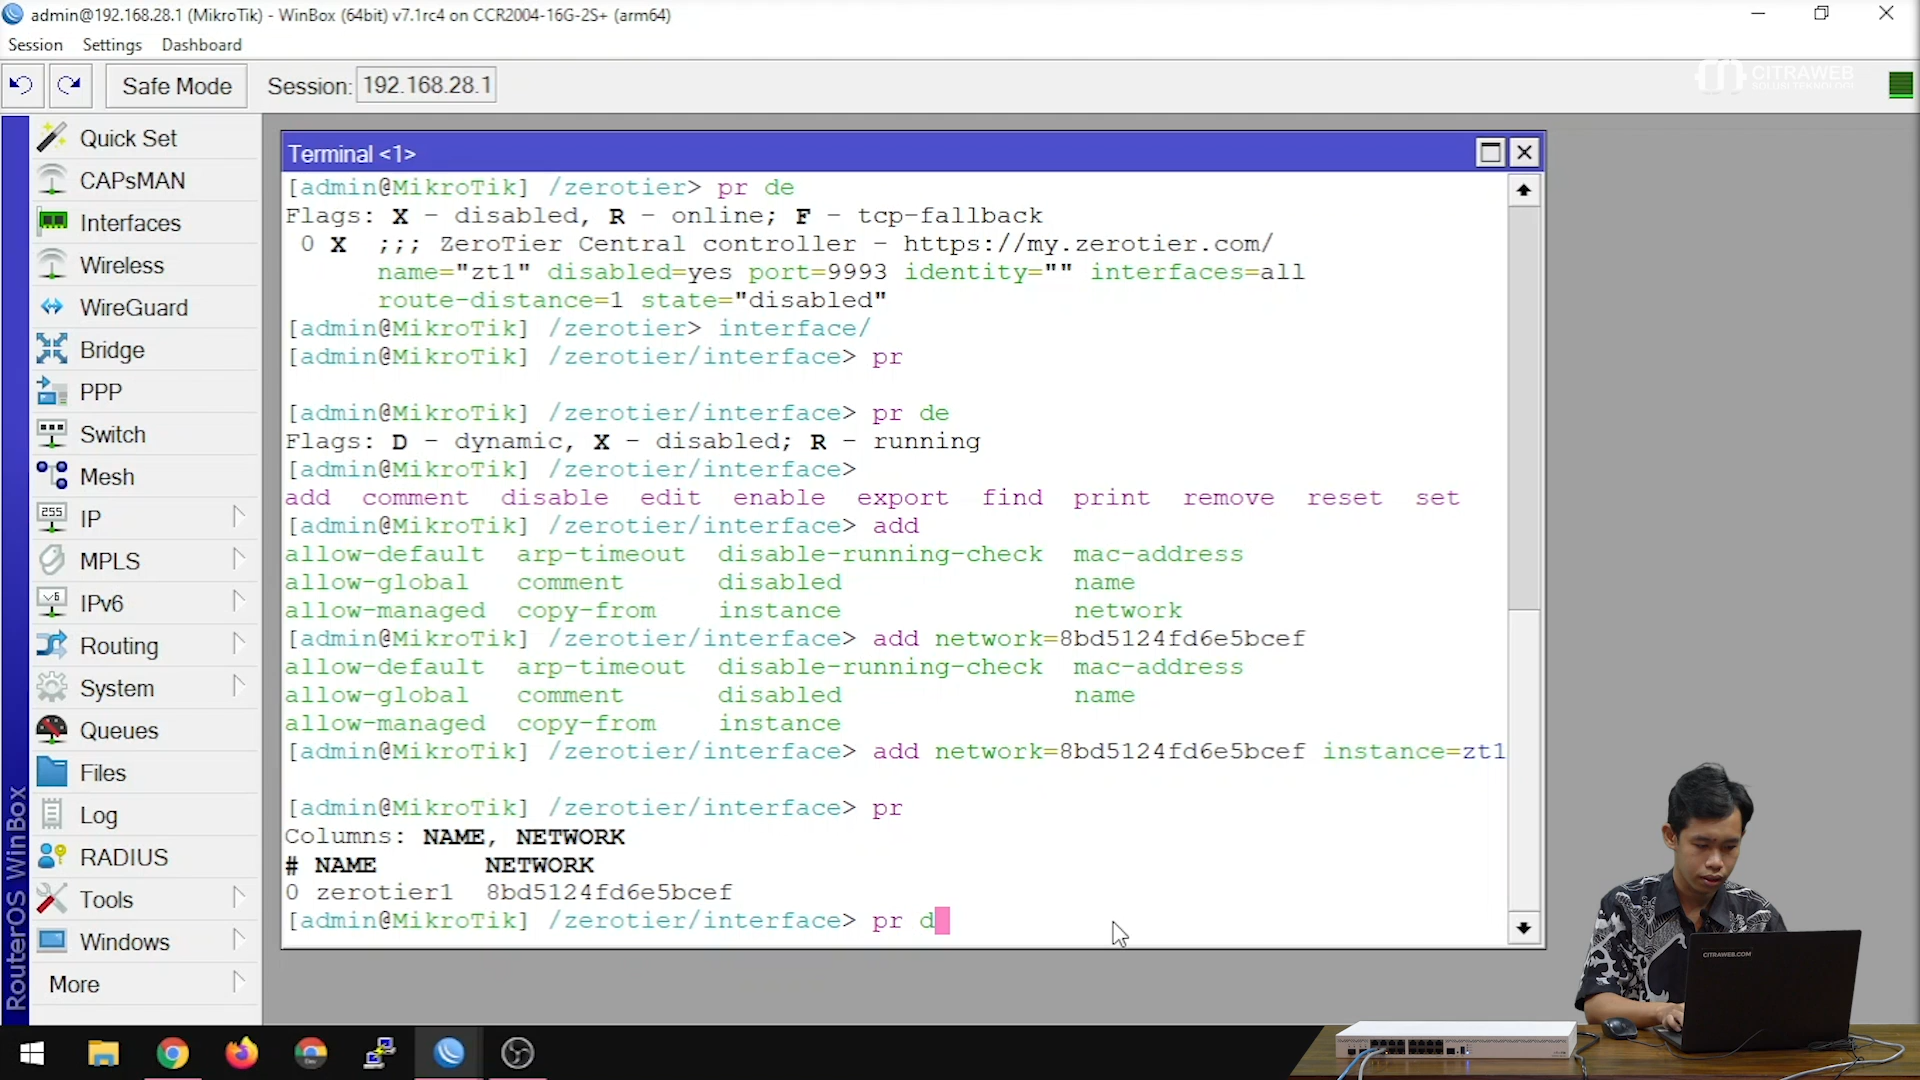 admin@192.168.28.1 (MikroTik) - WinBox (64bit) v7.1rc4 on CCR2004-16G-2S+ (arm64)
Session Settings Dashboard
Safe Mode Session: 192.168.28.1
CITRAWEB
SOLUSI TEKNOLOGI
Quick Set
CAPsMAN
Interfaces
Wireless
WireGuard
Bridge
PPP
Switch
Mesh
255 IP
MPLS
v6 IPv6
Routing
System
Queues
Files
Log
RADIUS
Tools
Windows
More
RouterOS WinBox
Terminal <1>
[admin@MikroTik] /zerotier> pr de
Flags: X - disabled, R - online; F - tcp-fallback
0 X ;;; ZeroTier Central controller - https://my.zerotier.com/
name="zt1" disabled=yes port=9993 identity="" interfaces=all
route-distance=1 state="disabled"
[admin@MikroTik] /zerotier> interface/
[admin@MikroTik] /zerotier/interface> pr
[admin@MikroTik] /zerotier/interface> pr de
Flags: D - dynamic, X - disabled; R - running
[admin@MikroTik] /zerotier/interface>
add comment disable edit enable export find print remove reset set
[admin@MikroTik] /zerotier/interface> add
allow-default arp-timeout disable-running-check mac-address
allow-global comment disabled name
allow-managed copy-from instance network
[admin@MikroTik] /zerotier/interface> add network=8bd5124fd6e5bcef
allow-default arp-timeout disable-running-check mac-address
allow-global comment disabled name
allow-managed copy-from instance
[admin@MikroTik] /zerotier/interface> add network=8bd5124fd6e5bcef instance=zt1
[admin@MikroTik] /zerotier/interface> pr
Columns: NAME, NETWORK
# NAME NETWORK
0 zerotier1 8bd5124fd6e5bcef
[admin@MikroTik] /zerotier/interface> pr d
Dev
CITRAWEB.COM